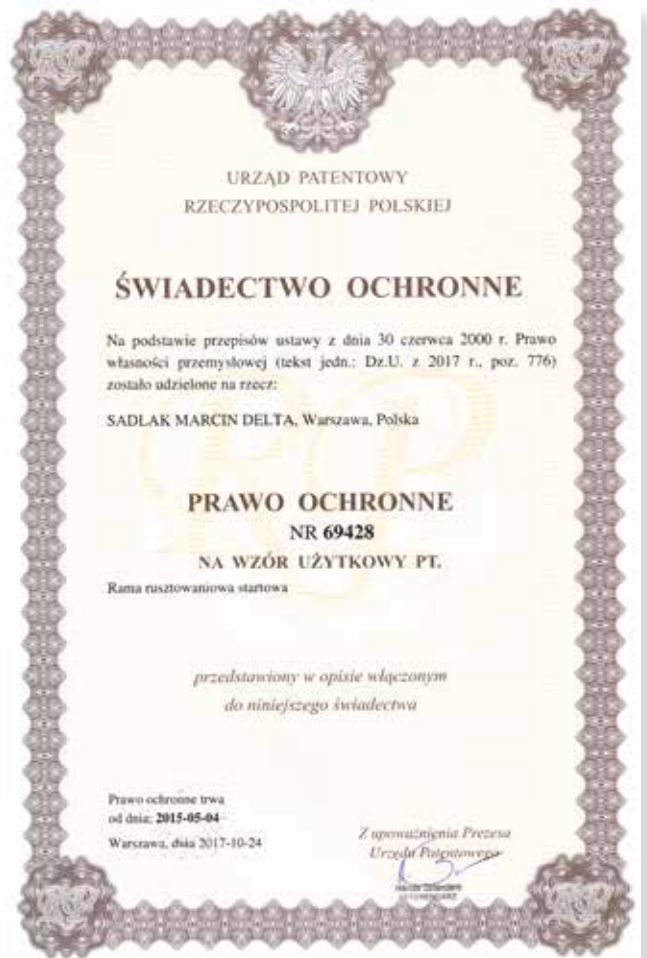 URZĄD PATENTOWY
RZECZYPOSPOLITEJ POLSKIEJ
ŚWIADECTWO OCHRONNE
Na podstawie przepisów ustawy z dnia 30 czerwca 2000 r. Prawo
własności przemysłowej (tekst jedn.: Dz.U. z 2017 r., poz. 776)
zostało udzielone na rzecz:
SADLAK MARCIN DELTA, Warszawa, Polska
PRAWO OCHRONNE
NR 69428
NA WZÓR UŻYTKOWY PT.
Rama rusztowaniowa startowa
przedstawiony w opisie włączonym
do niniejszego świadectwa
Prawo ochronne trwa
od dnia: 2015-05-04
Warszawa, dnia 2017-10-24
Z upoważnienia Prezesa
Urzędu Patentowego